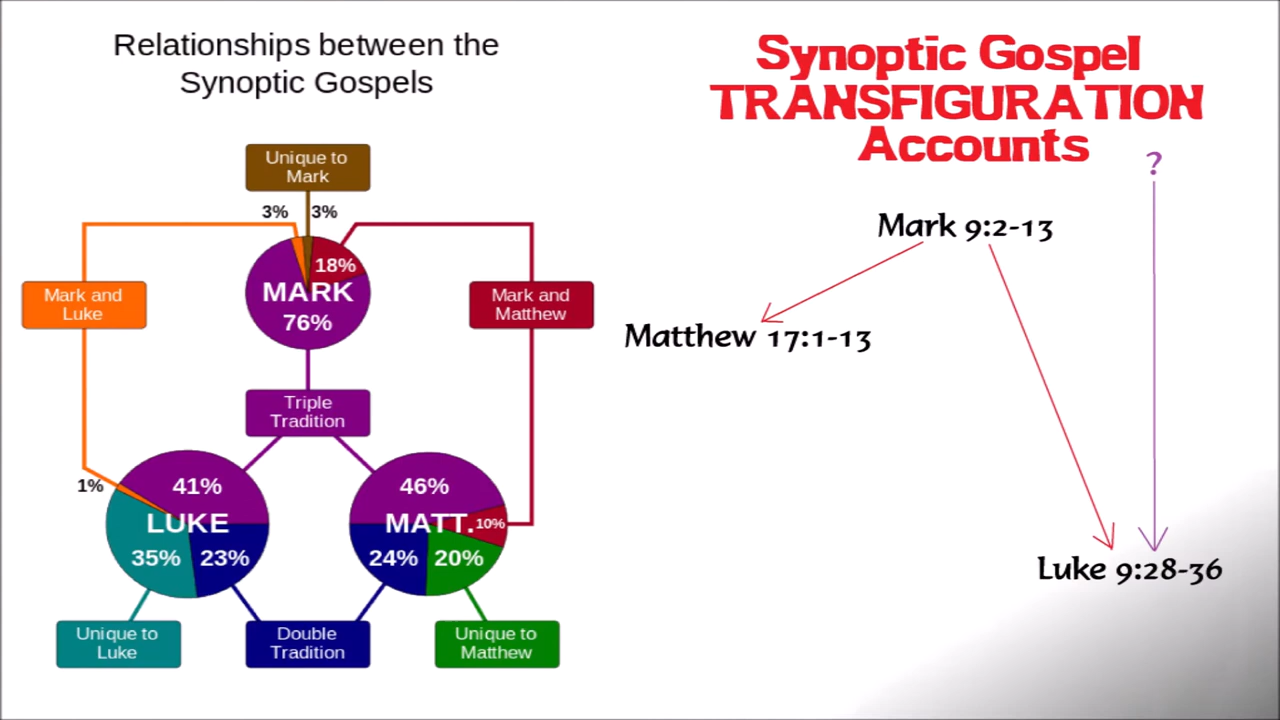 Relationships between the
Synoptic Gospels
Unique to
Mark
3%
3%
18%
MARK
76%
Mark and
Luke
Mark and
Matthew
Triple
Tradition
1%
41%
LUKE
35%
23%
46%
MATT.
10%
24%
20%
Unique to
Luke
Double
Tradition
Unique to
Matthew
Synoptic Gospel
TRANSFIGURATION
Accounts
?
Mark 9:2-13
Matthew 17:1-13
Luke 9:28-36